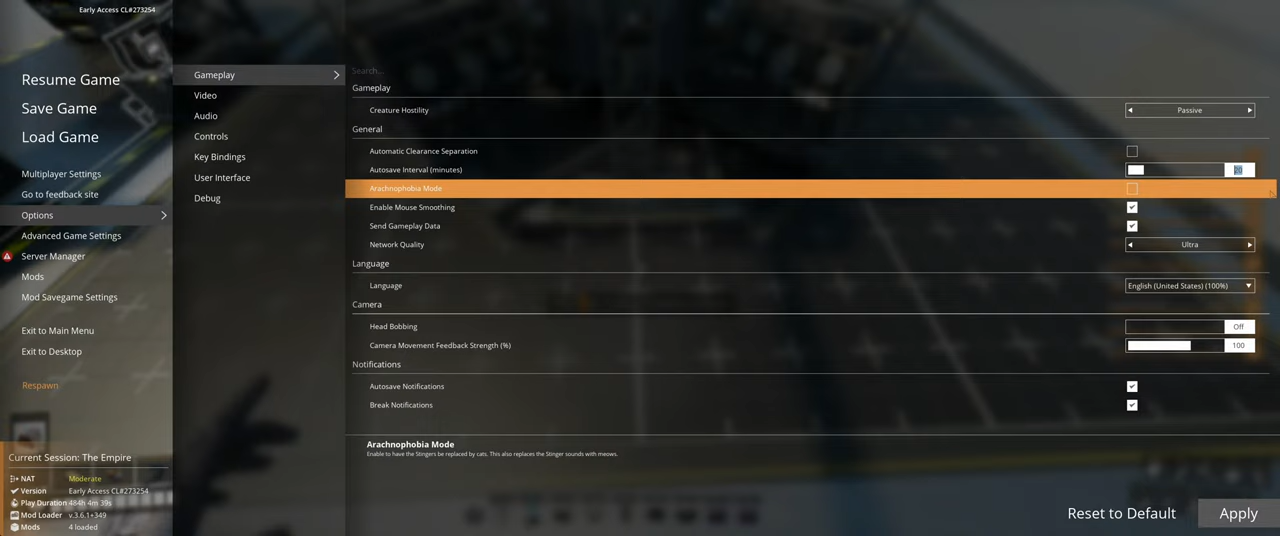 Early Access CL#273254
Resume Game
Save Game
Load Game
Multiplayer Settings
Go to feedback site
Options
Advanced Game Settings
Server Manager
Mods
Mod Savegame Settings
Exit to Main Menu
Exit to Desktop
Respawn
Current Session: The Empire
NAT Moderate
Version Early Access CL#273254
Play Duration 484h 4m 39s
Mod Loader v.3.6.1+349
Mods 4 loaded
Gameplay
Video
Audio
Controls
Key Bindings
User Interface
Debug
Search...
Gameplay
Creature Hostility Passive
General
Automatic Clearance Separation
Autosave Interval (minutes) 20
Arachnophobia Mode
Enable Mouse Smoothing
Send Gameplay Data
Network Quality Ultra
Language
Language English (United States) (100%)
Camera
Head Bobbing Off
Camera Movement Feedback Strength (%) 100
Notifications
Autosave Notifications
Break Notifications
Arachnophobia Mode
Enable to have the Stingers be replaced by cats. This also replaces the Stinger sounds with meows.
Reset to Default
Apply